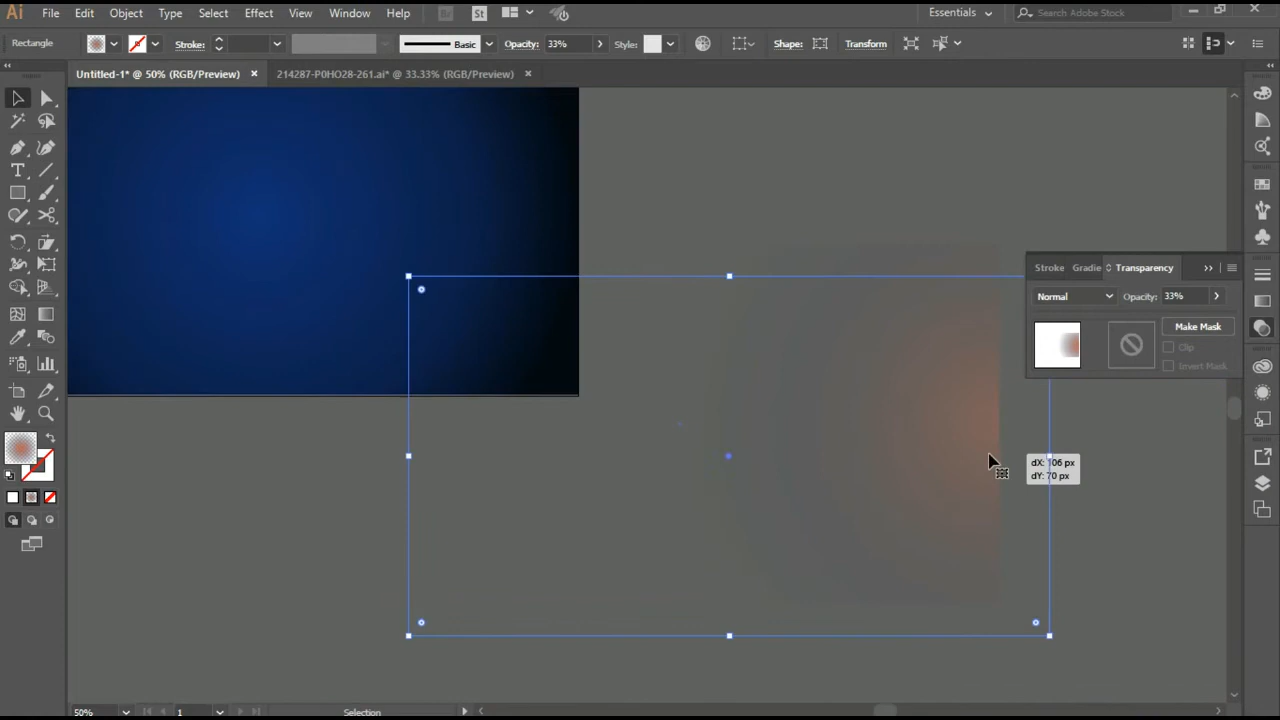 Ai File Edit Object Type Select Effect View Window Help Br St Essentials Search Adobe Stock
Rectangle Stroke: Basic Opacity: 33% Style: Shape: Transform
Untitled-1* @ 50% (RGB/Preview) × 214287-P0HO28-261.ai* @ 33.33% (RGB/Preview) ×
Stroke Gradie Transparency
Normal Opacity: 33%
Make Mask
Clip
Invert Mask
dX: 106 px
dY: 70 px
50% 1 Selection